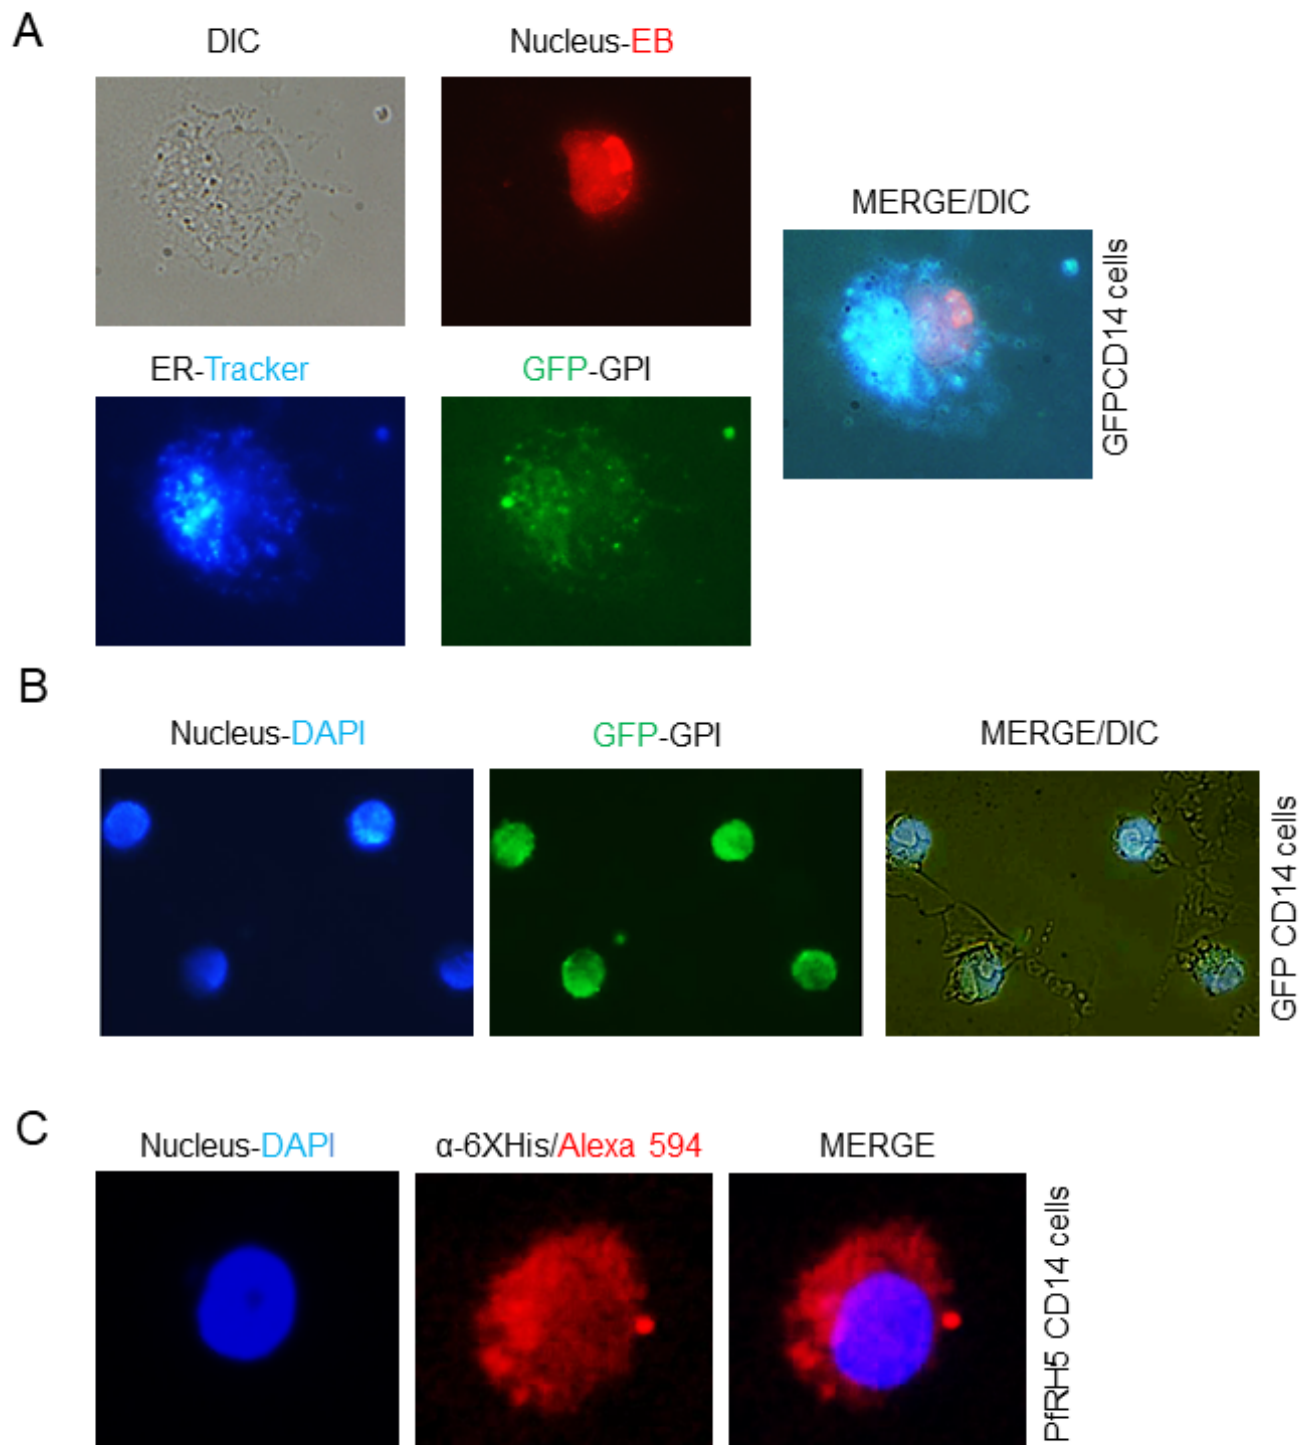 A
DIC
Nucleus-EB
MERGE/DIC
GFPCD14 cells
ER-Tracker
GFP-GPI
B
Nucleus-DAPI
GFP-GPI
MERGE/DIC
GFP CD14 cells
C
Nucleus-DAPI
α-6XHis/Alexa 594
MERGE
PfRH5 CD14 cells